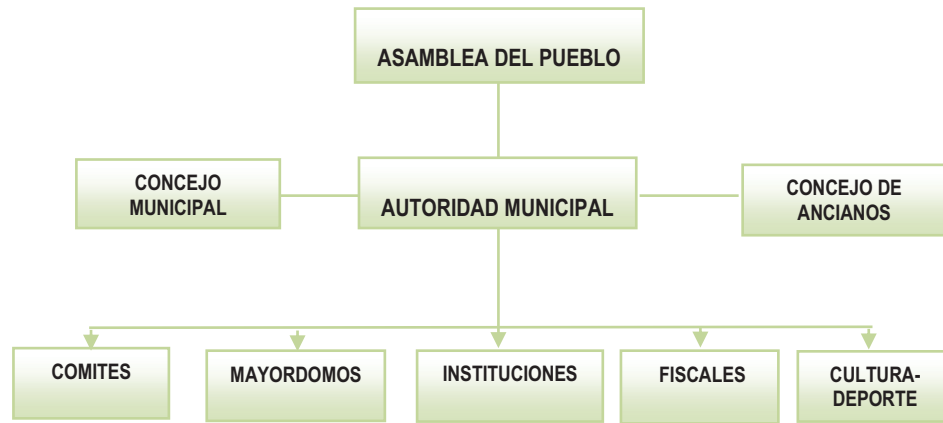 ASAMBLEA DEL PUEBLO
CONCEJO
MUNICIPAL
AUTORIDAD MUNICIPAL
CONCEJO DE
ANCIANOS
COMITES
MAYORDOMOS
INSTITUCIONES
FISCALES
CULTURA-
DEPORTE